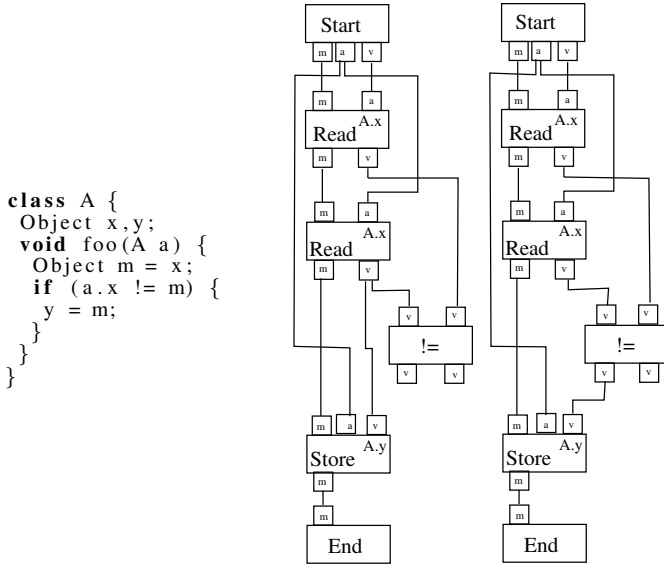 class A {
Object x,y;
void foo(A a) {
Object m = x;
if (a.x != m) {
y = m;
}
}
}
Start
m a v
m a
A.x
Read
m v
m a
A.x
Read
m v
v v
!=
v v
m a v
A.y
Store
m
m
End
Start
m a v
m a
A.x
Read
m v
m a
A.x
Read
m v
v v
!=
v v
m a v
A.y
Store
m
m
End